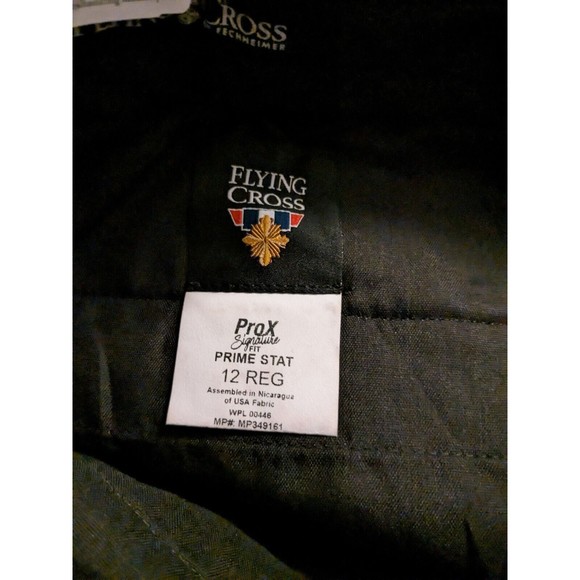 FLYING CROSS
FECHHEIMER
FLYING
CROSS
ProX
Signature
FIT
PRIME STAT
12 REG
Assembled in Nicaragua
of USA Fabric
WPL 00446
MP#: MP349161